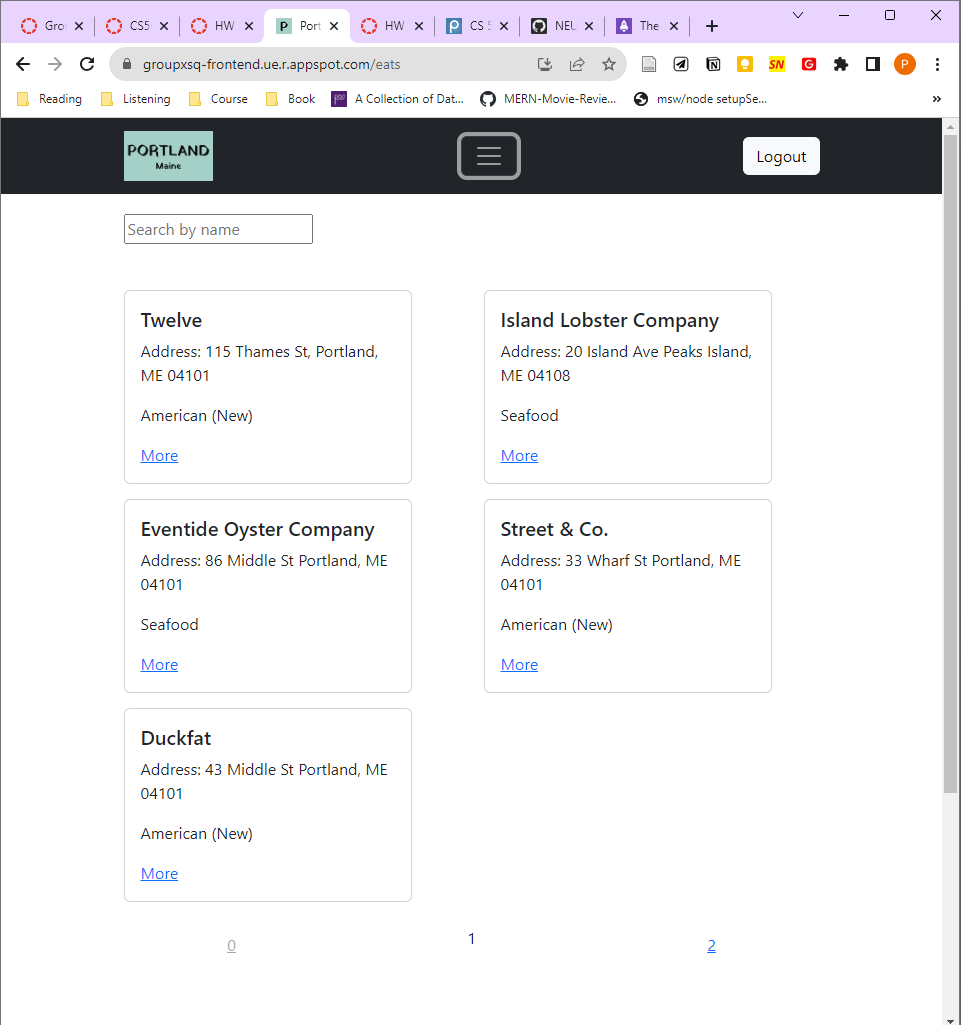 Gro
CS5
HW
P
Port
HW
CS 5
NEU
The
groupxsq-frontend.ue.r.appspot.com/eats
SN
G
P
Reading
Listening
Course
Book
A Collection of Dat...
MERN-Movie-Revie...
msw/node setupSe...
»
PORTLAND
Maine
Logout
Search by name
Twelve
Address: 115 Thames St, Portland,
ME 04101
American (New)
More
Island Lobster Company
Address: 20 Island Ave Peaks Island,
ME 04108
Seafood
More
Eventide Oyster Company
Address: 86 Middle St Portland, ME
04101
Seafood
More
Street & Co.
Address: 33 Wharf St Portland, ME
04101
American (New)
More
Duckfat
Address: 43 Middle St Portland, ME
04101
American (New)
More
0
1
2